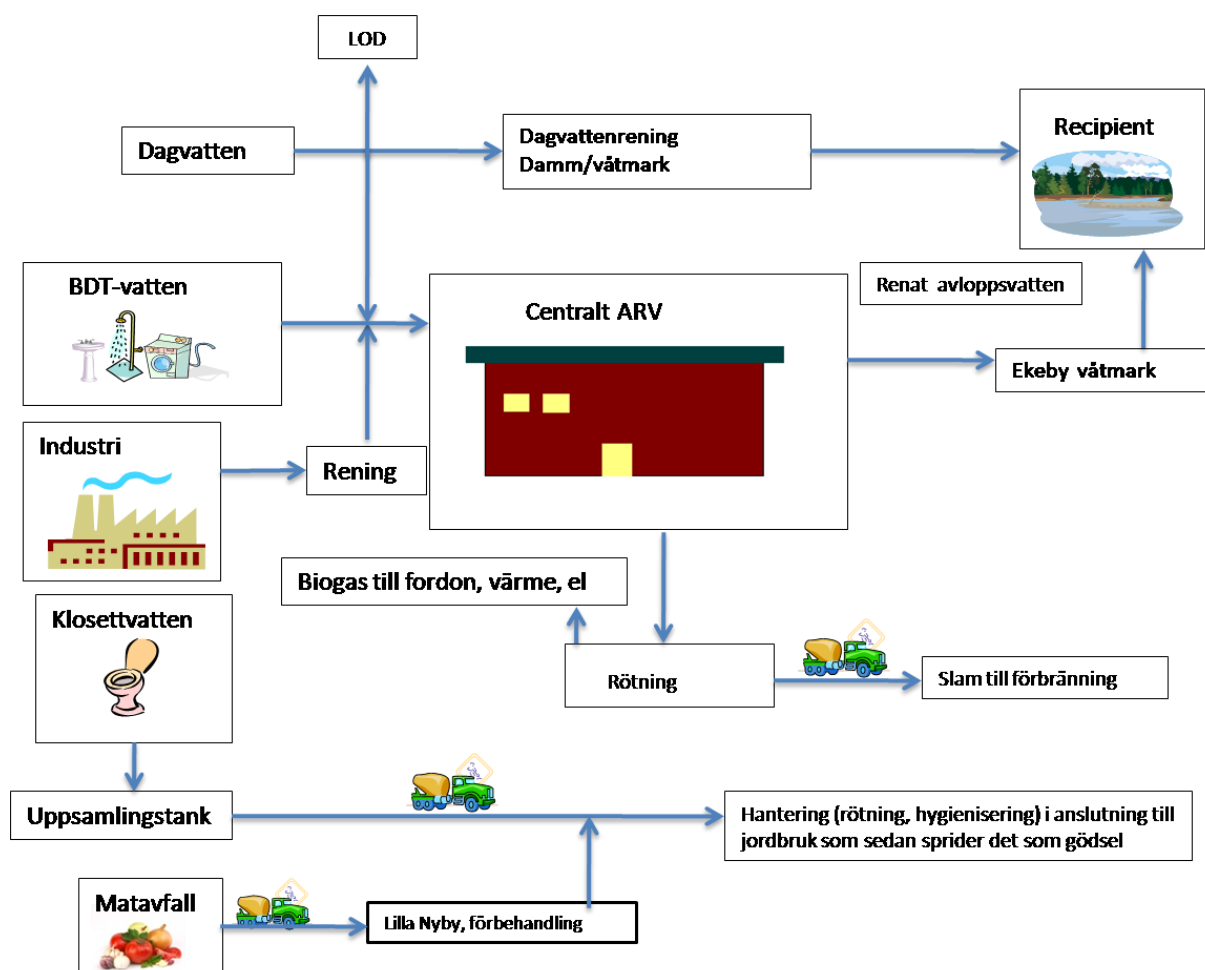 LOD
Dagvatten
Dagvattenrening
Damm/våtmark
Recipient
BDT-vatten
Centralt ARV
Renat avloppsvatten
Ekeby våtmark
Industri
Rening
Biogas till fordon, värme, el
Klosettvatten
Rötning
Slam till förbränning
Uppsamlingstank
Hantering (rötning, hygienisering) i anslutning till
jordbruk som sedan sprider det som gödsel
Matavfall
Lilla Nyby, förbehandling